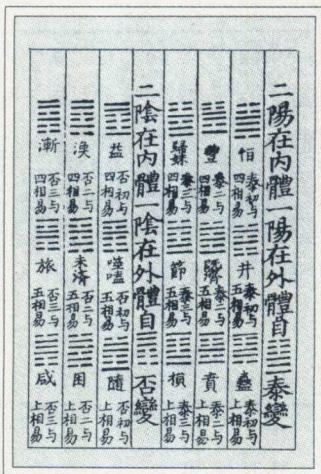 二陽在內體一陽在外體自泰變
佰 泰初与四相易 井 泰初与五相易 蠱 泰初与上相易
豐 泰二与四相易 既濟 泰二与五相易 賁 泰二与上相易
歸妹 泰三与四相易 節 泰三与五相易 損 泰三与上相易
二陰在內體一陰在外體自否變
益 否初与四相易 噬嗑 否初与五相易 隨 否初与上相易
渙 否二与四相易 未濟 否二与五相易 困 否二与上相易
漸 否三与四相易 旅 否三与五相易 咸 否三与上相易